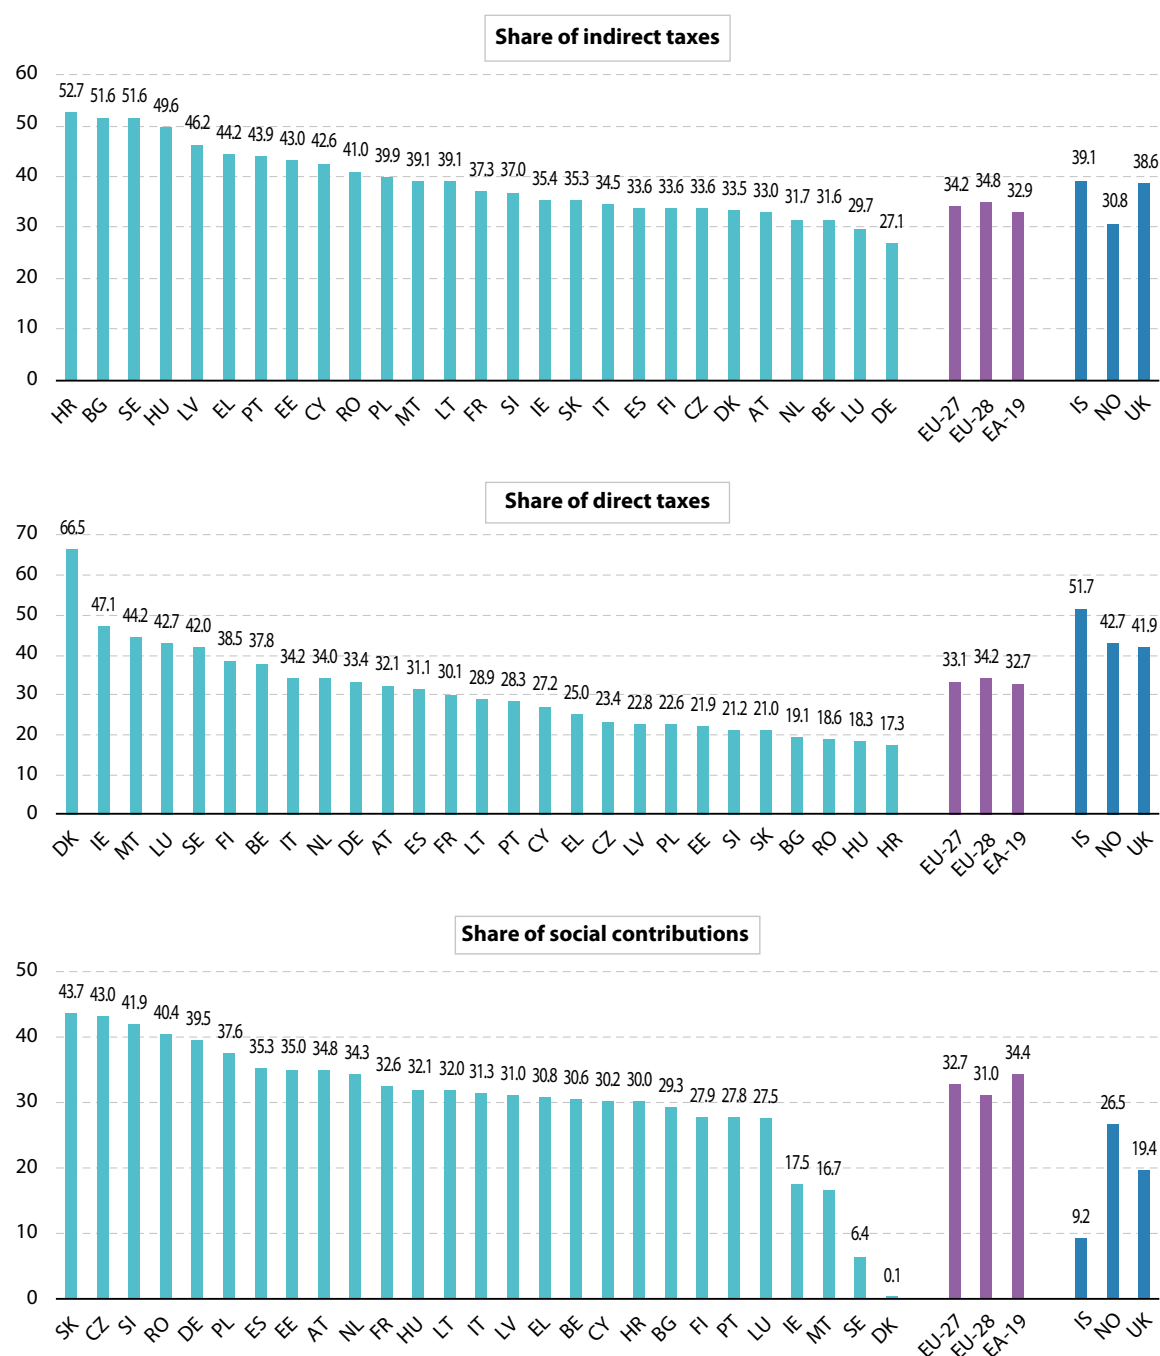 Share of indirect taxes
60
50
40
30
20
10
0
52.7 51.6 51.6 49.6 46.2 44.2 43.9 43.0 42.6 41.0 39.9 39.1 39.1 37.3 37.0 35.4 35.3 34.5 33.6 33.6 33.6 33.5 33.0 31.7 31.6 29.7 27.1 34.2 34.8 32.9 39.1 30.8 38.6
HR BG SE HU LV EL PT EE CY RO PL MT LT FR SI IE SK IT ES FI CZ DK AT NL BE LU DE EU-27 EU-28 EA-19 IS NO UK
Share of direct taxes
70
60
50
40
30
20
10
0
66.5 47.1 44.2 42.7 42.0 38.5 37.8 34.2 34.0 33.4 32.1 31.1 30.1 28.9 28.3 27.2 25.0 23.4 22.8 22.6 21.9 21.2 21.0 19.1 18.6 18.3 17.3 33.1 34.2 32.7 51.7 42.7 41.9
DK IE MT LU SE FI BE IT NL DE AT ES FR LT PT CY EL CZ LV PL EE SI SK BG RO HU HR EU-27 EU-28 EA-19 IS NO UK
Share of social contributions
50
40
30
20
10
0
43.7 43.0 41.9 40.4 39.5 37.6 35.3 35.0 34.8 34.3 32.6 32.1 32.0 31.3 31.0 30.8 30.6 30.2 30.0 29.3 27.9 27.8 27.5 17.5 16.7 6.4 0.1 32.7 31.0 34.4 9.2 26.5 19.4
SK CZ SI RO DE PL ES EE AT NL FR HU LT IT LV EL BE CY HR BG FI PT LU IE MT SE DK EU-27 EU-28 EA-19 IS NO UK